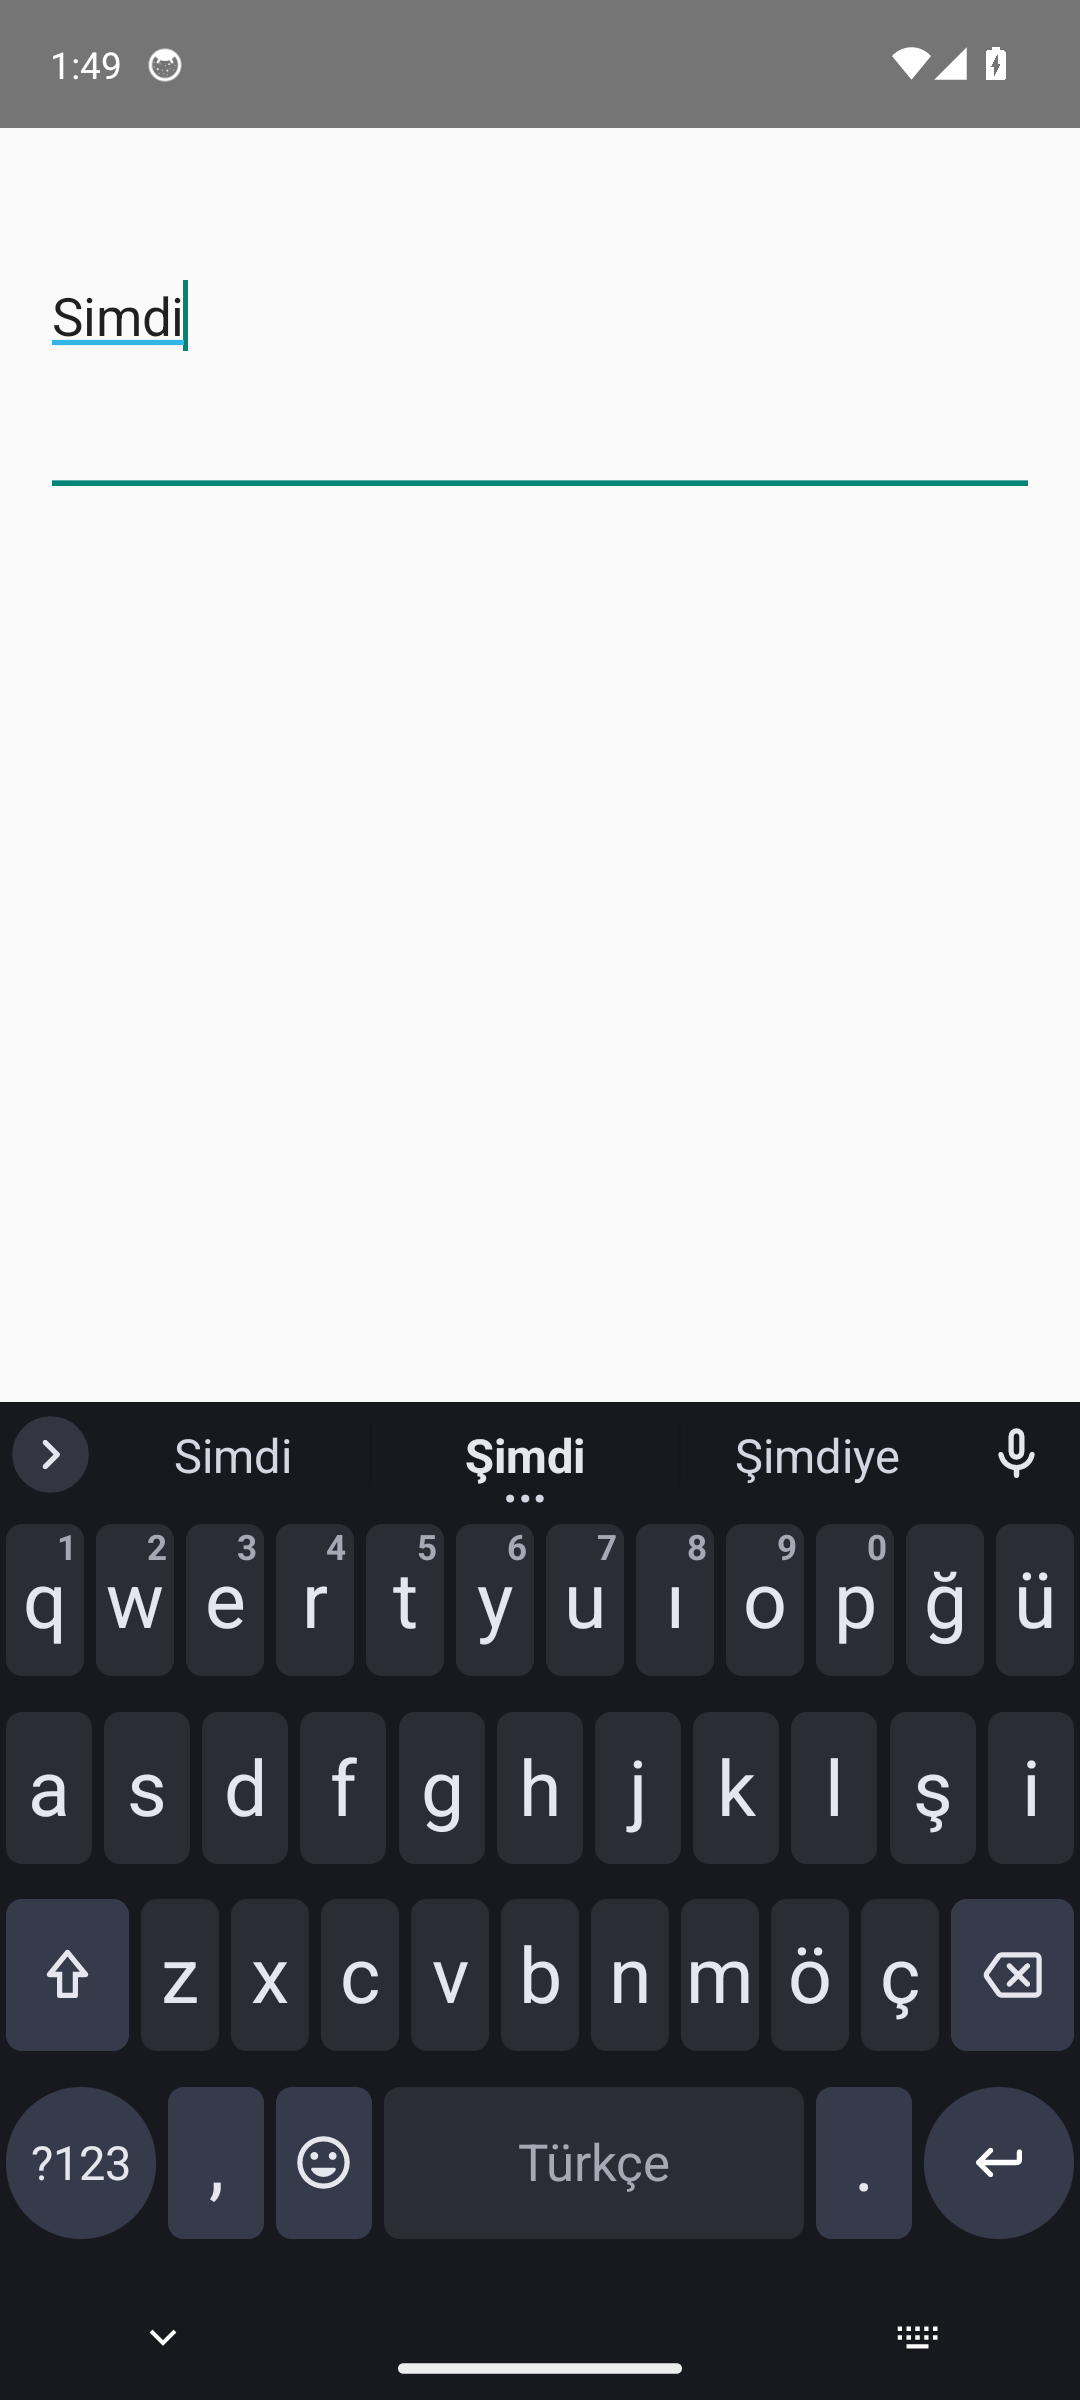 1:49
Simdi
Simdi Şimdi Şimdiye
1 2 3 4 5 6 7 8 9 0
q w e r t y u ı o p ğ ü
a s d f g h j k l ş i
z x c v b n m ö ç
?123 , Türkçe .